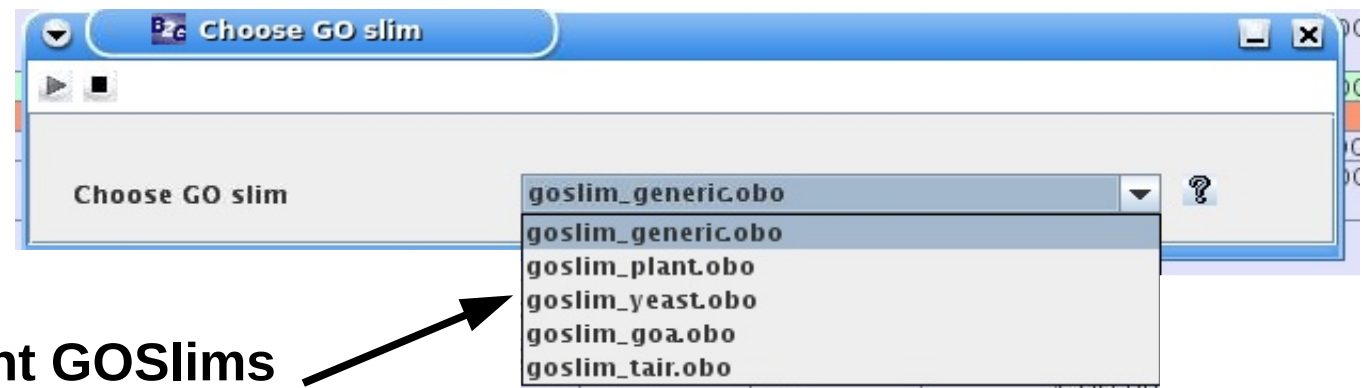 B2G Choose GO slim
Choose GO slim
goslim_generic.obo
goslim_generic.obo
goslim_plant.obo
goslim_yeast.obo
goslim_goa.obo
goslim_tair.obo
nt GOSlims